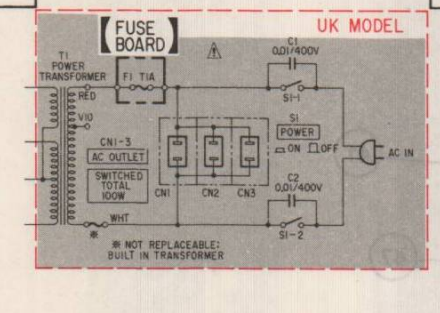 UK MODEL
FUSE
BOARD
T1
POWER
TRANSFORMER
RED
F1 T1A
C1
0.01/400V
S1-1
V10
CN1-3
AC OUTLET
SWITCHED
TOTAL
100W
CN1
CN2
CN3
S1
POWER
ON
OFF
AC IN
C2
0.01/400V
S1-2
WHT
※
※ NOT REPLACEABLE:
BUILT IN TRANSFORMER